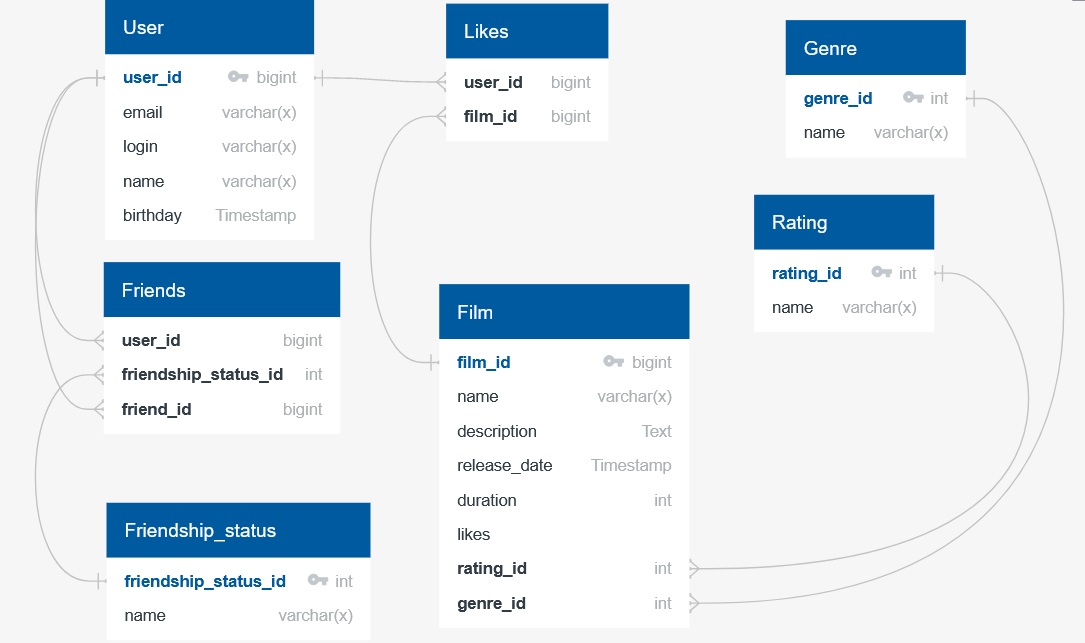 User
user_id bigint
email varchar(x)
login varchar(x)
name varchar(x)
birthday Timestamp
Friends
user_id bigint
friendship_status_id int
friend_id bigint
Friendship_status
friendship_status_id int
name varchar(x)
Likes
user_id bigint
film_id bigint
Film
film_id bigint
name varchar(x)
description Text
release_date Timestamp
duration int
likes
rating_id int
genre_id int
Genre
genre_id int
name varchar(x)
Rating
rating_id int
name varchar(x)